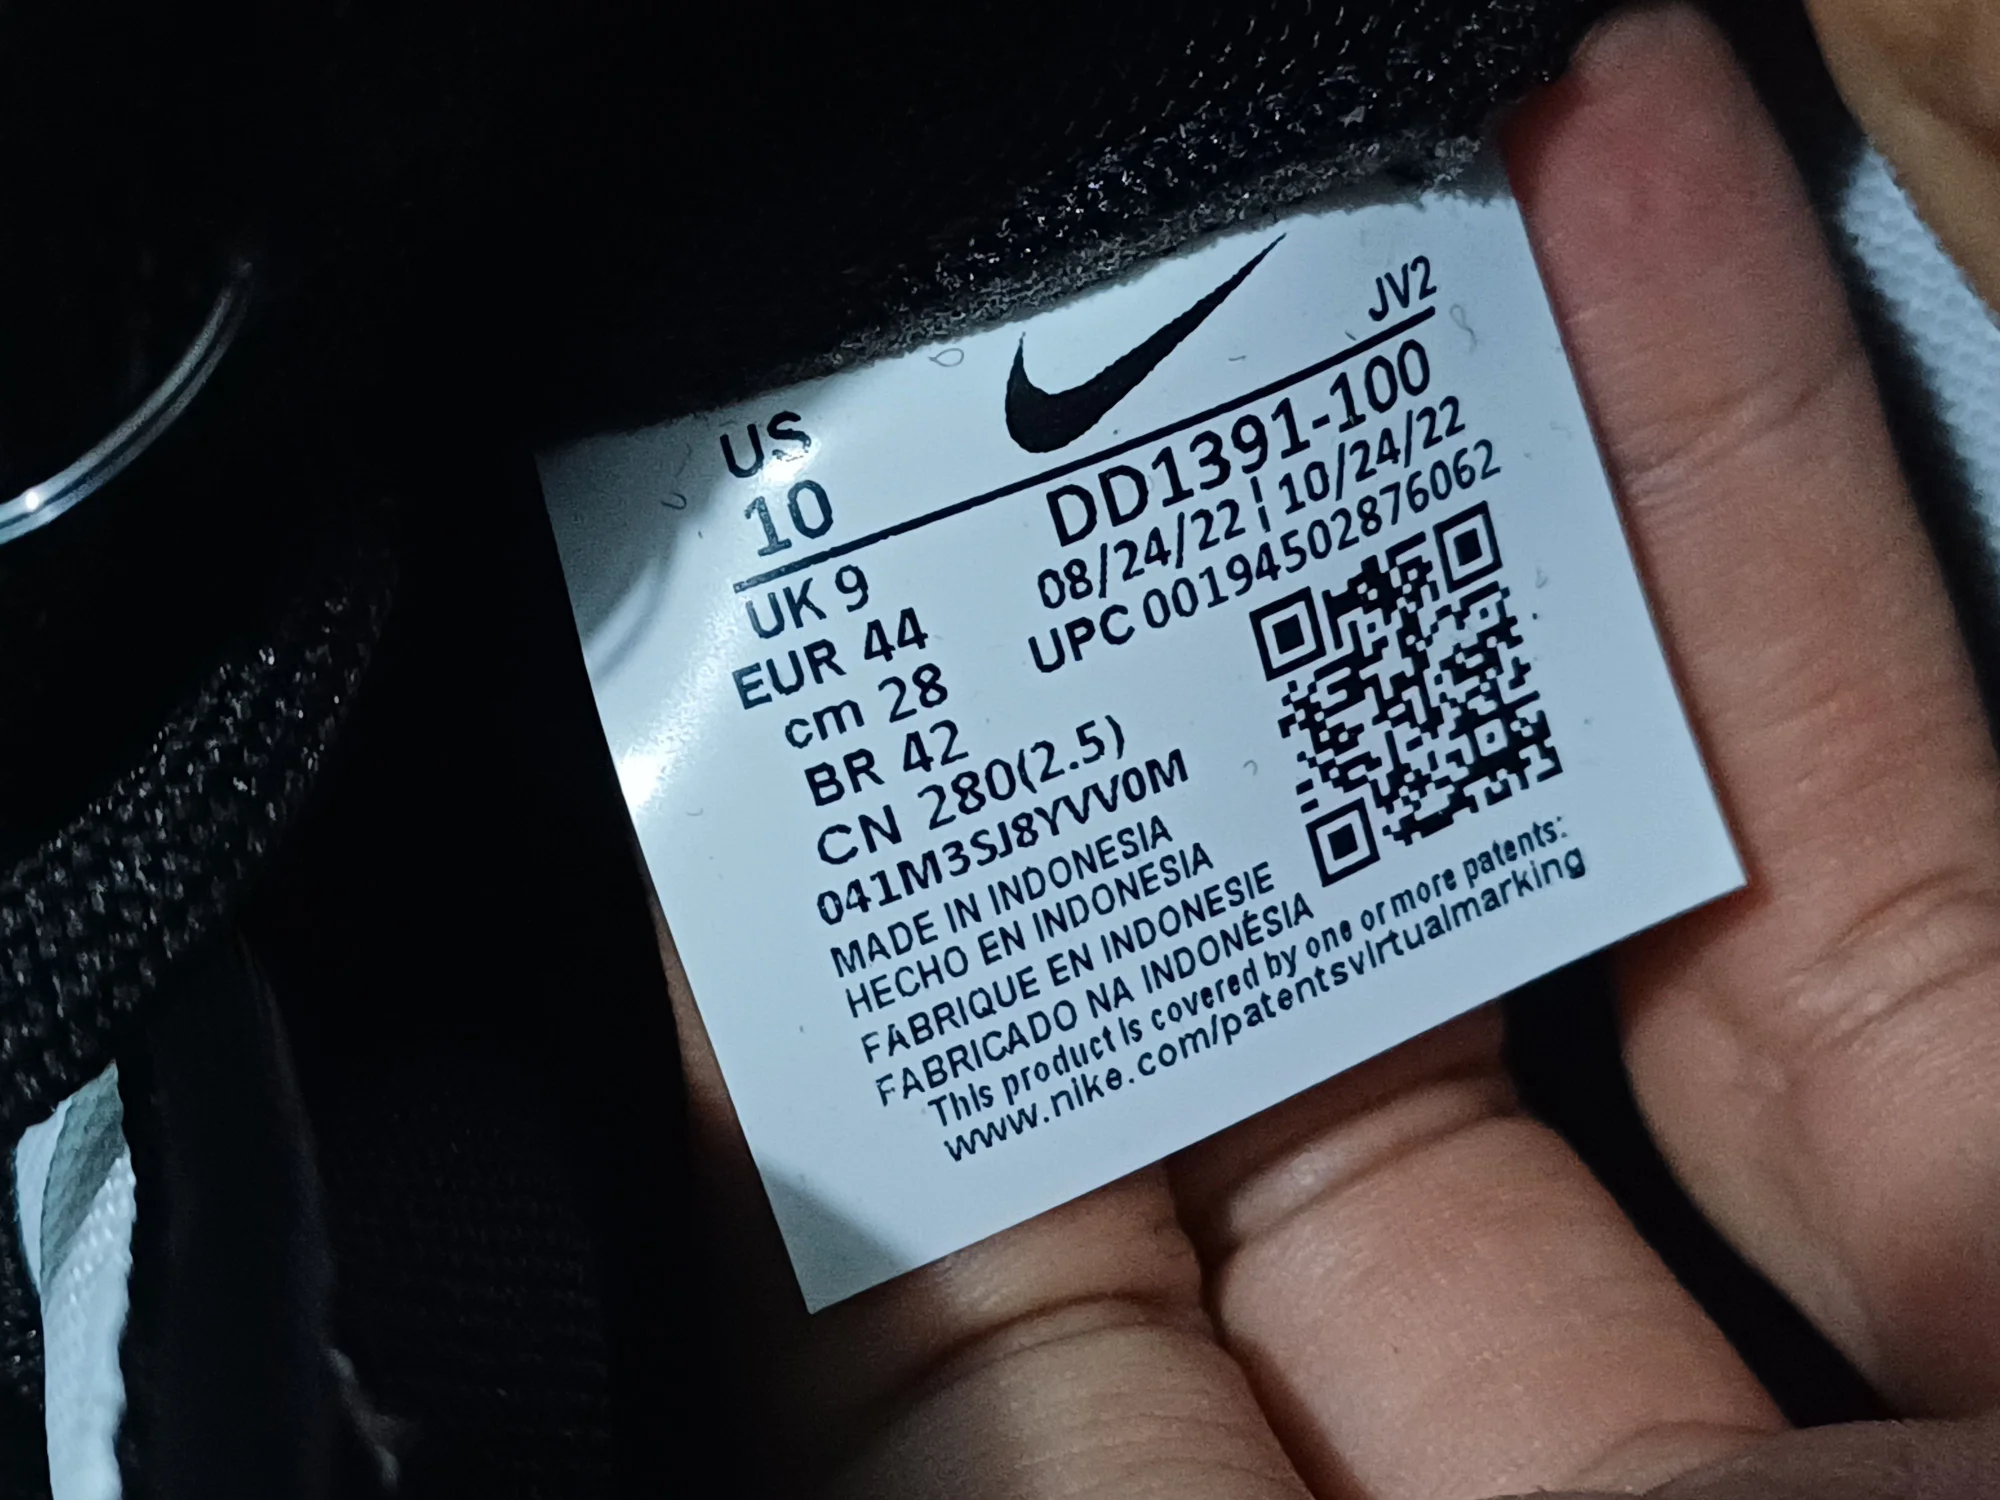 JV2
US
10
DD1391-100
08/24/22 ¦ 10/24/22
UPC 00194502876062
UK 9
EUR 44
cm 28
BR 42
CN 280(2.5)
041M3SJ8YVV0M
MADE IN INDONESIA
HECHO EN INDONESIA
FABRIQUE EN INDONESIE
FABRICADO NA INDONÉSIA
This product is covered by one or more patents:
www.nike.com/patentsvirtualmarking